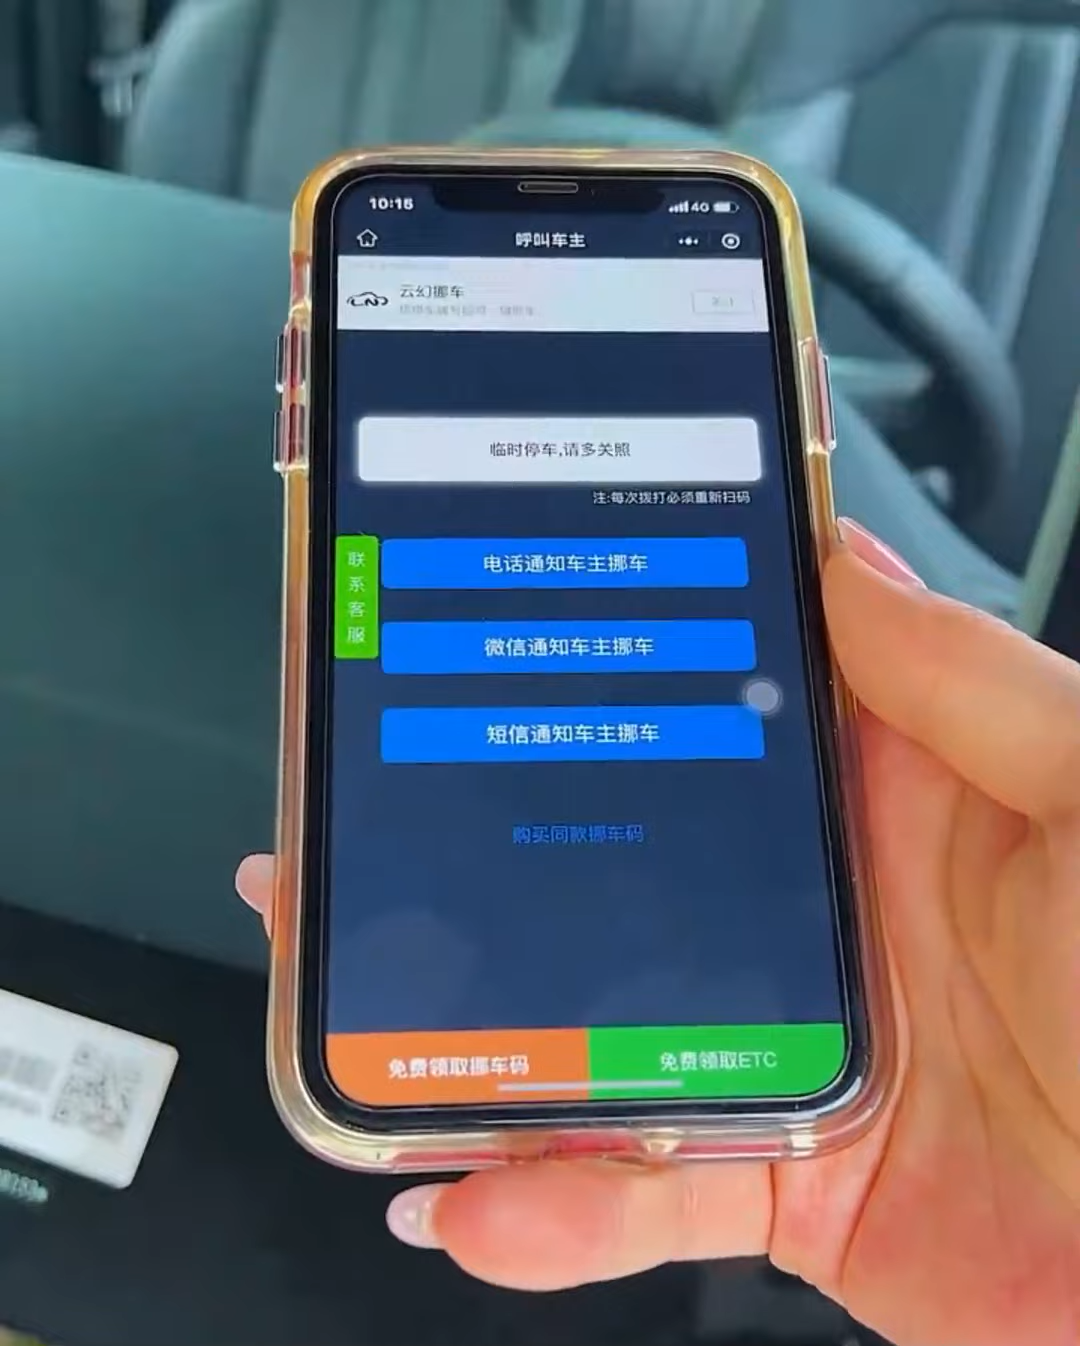 10:15
4G
呼叫车主
云幻挪车
临时停车,请多关照
注:每次拨打必须重新扫码
联系客服
电话通知车主挪车
微信通知车主挪车
短信通知车主挪车
购买同款挪车码
免费领取挪车码
免费领取ETC